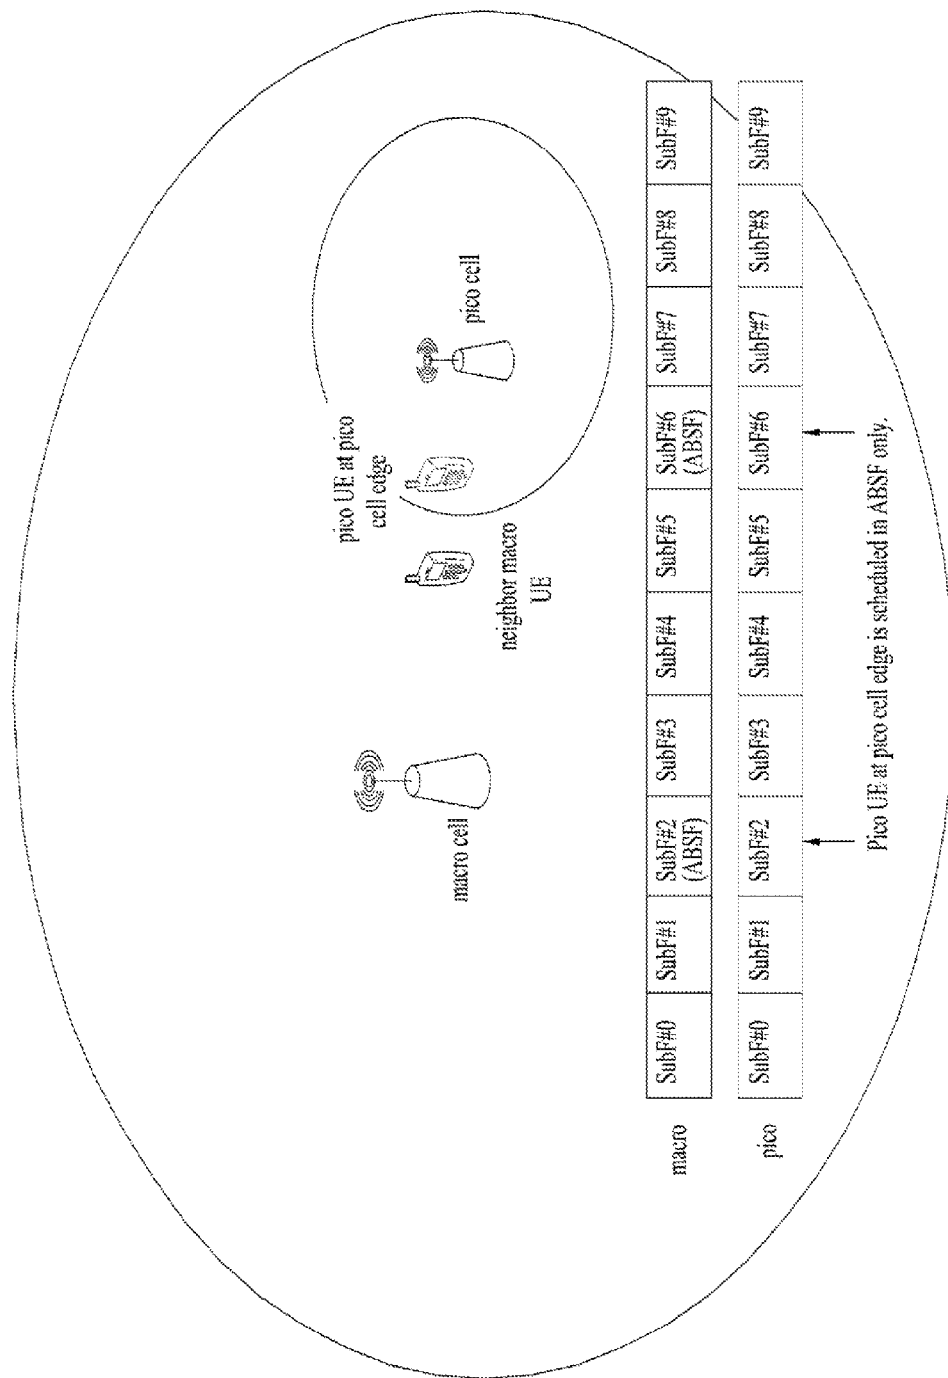 pico UE at pico
cell edge
pico cell
neighbor macro
UE
macro cell
macro
SubF#0
SubF#1
SubF#2
(ABSF)
SubF#3
SubF#4
SubF#5
SubF#6
(ABSF)
SubF#7
SubF#8
SubF#9
pico
SubF#0
SubF#1
SubF#2
SubF#3
SubF#4
SubF#5
SubF#6
SubF#7
SubF#8
SubF#9
Pico UE at pico cell edge is scheduled in ABSF only.